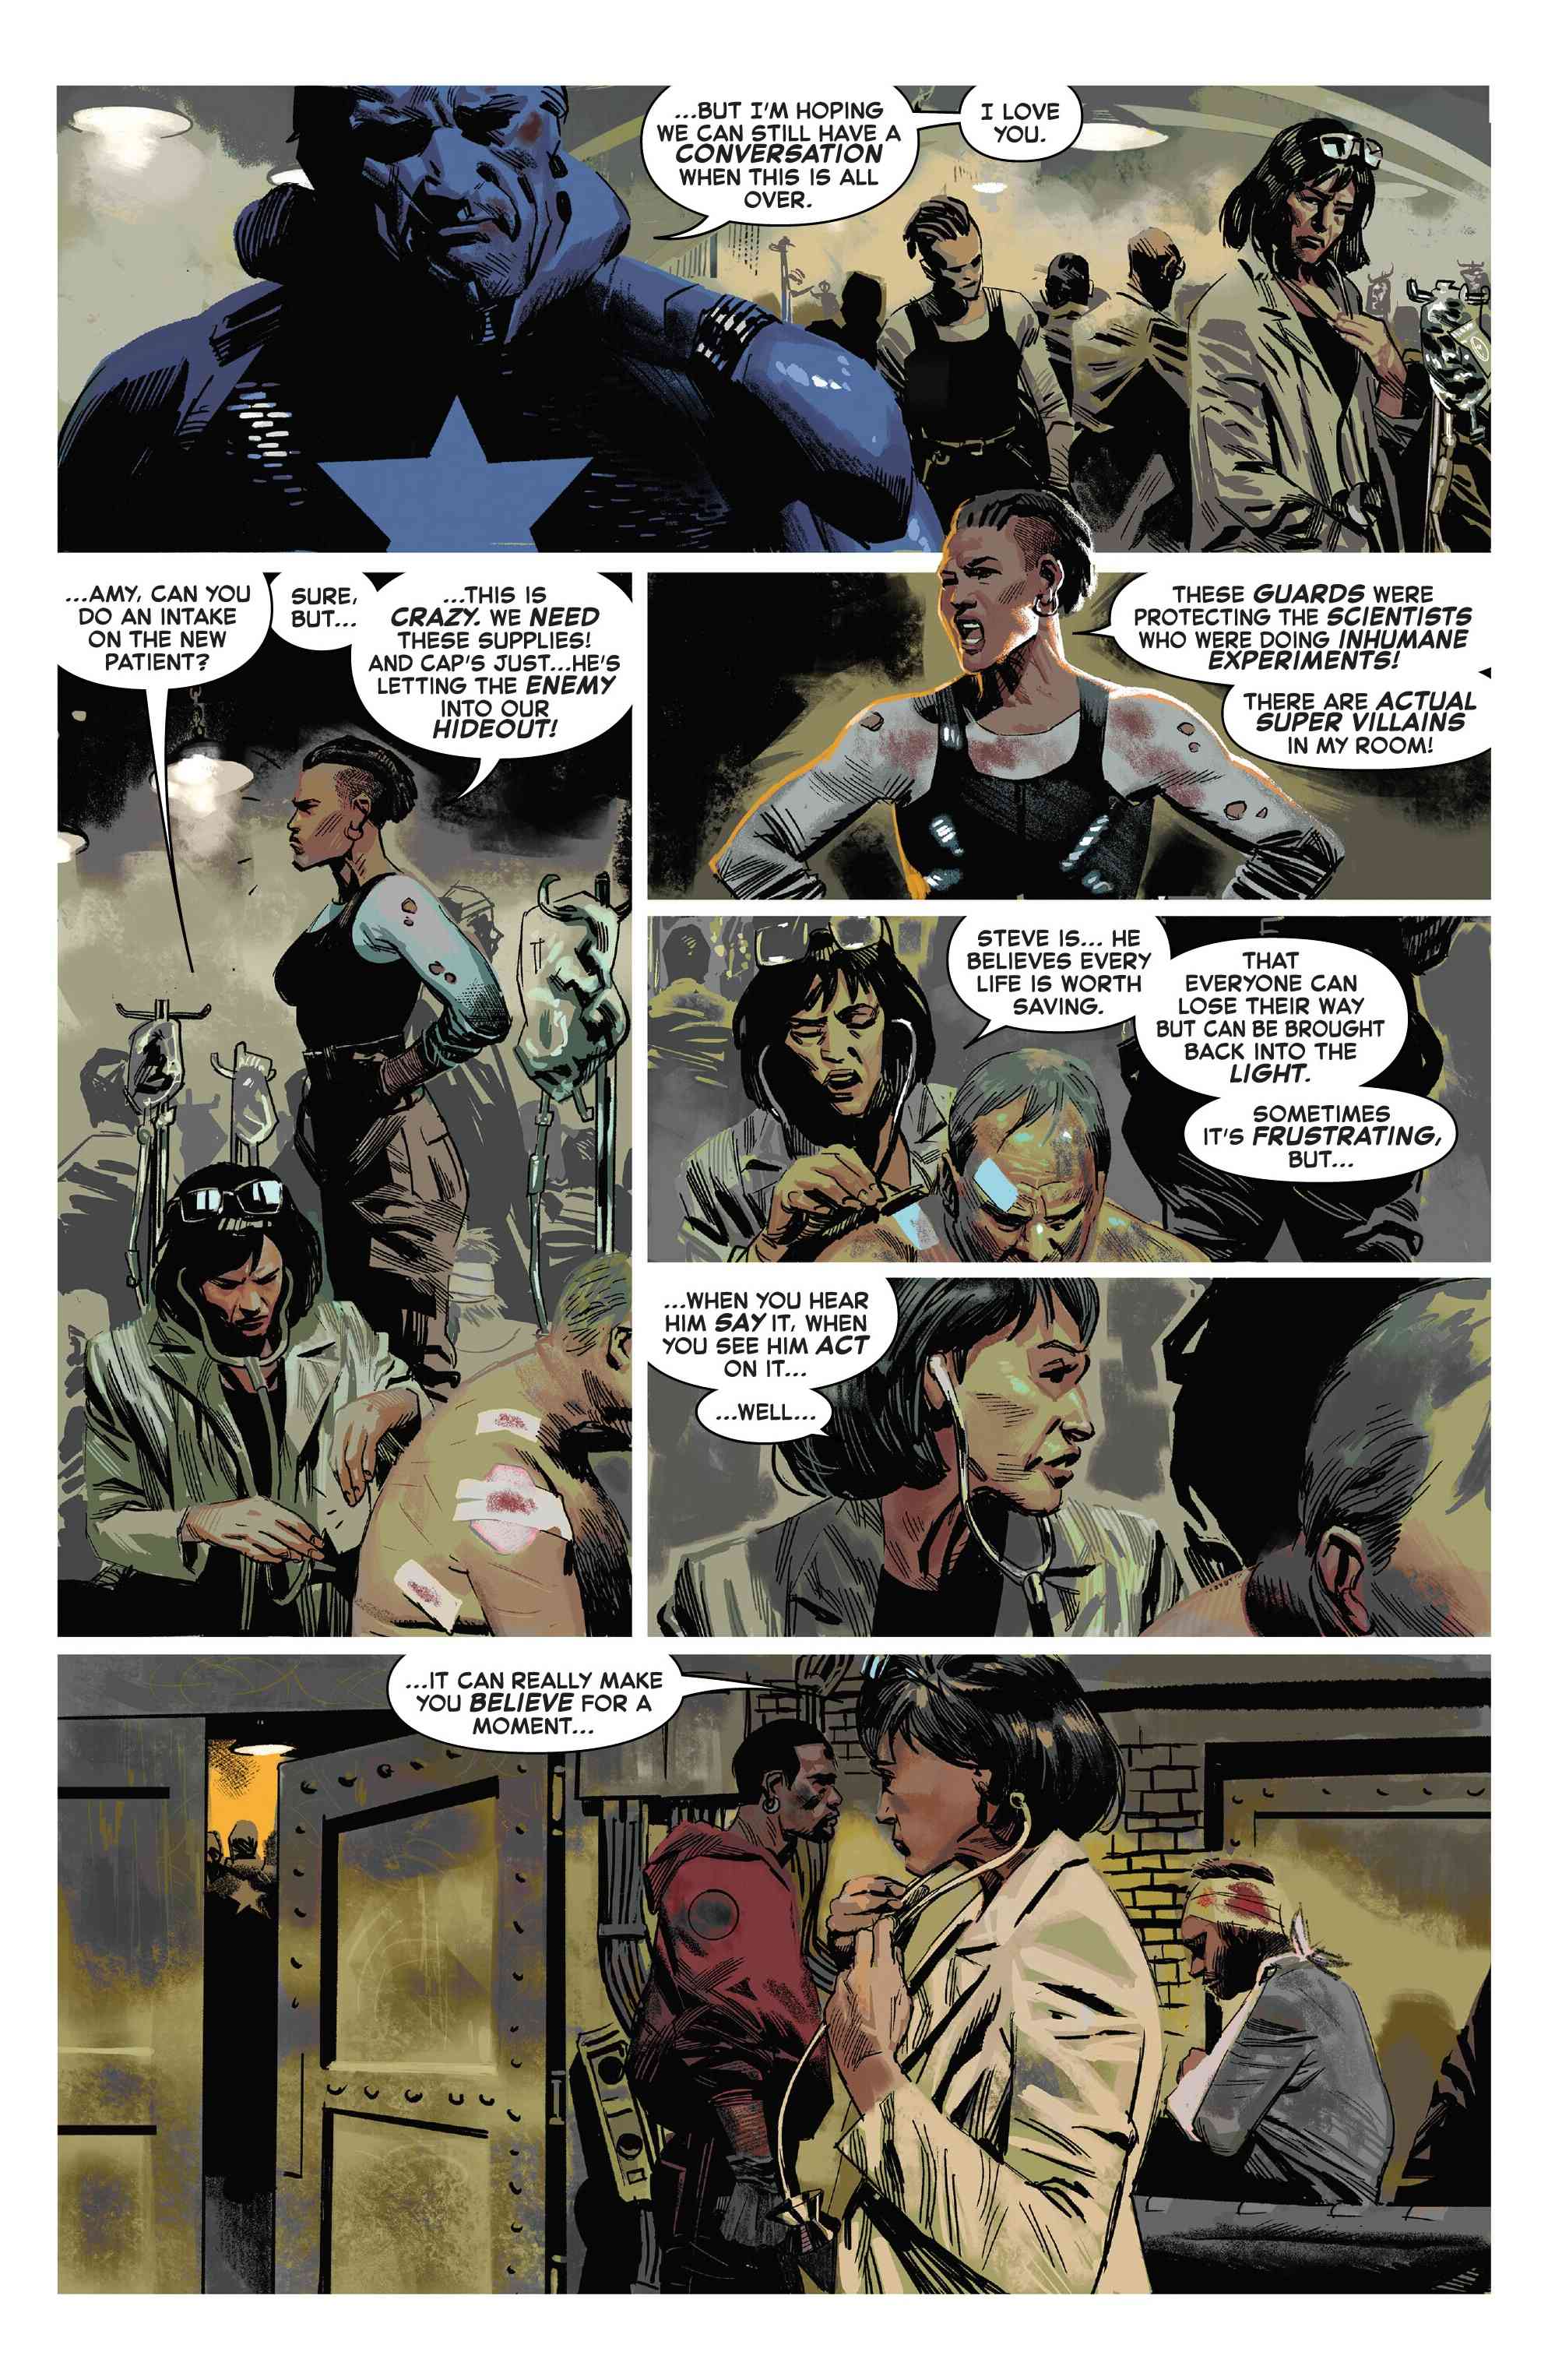 ...BUT I'M HOPING
WE CAN STILL HAVE A
CONVERSATION
WHEN THIS IS ALL
OVER.
I LOVE
YOU.
...AMY, CAN YOU
DO AN INTAKE
ON THE NEW
PATIENT?
SURE,
BUT...
...THIS IS
CRAZY. WE NEED
THESE SUPPLIES!
AND CAP'S JUST...HE'S
LETTING THE ENEMY
INTO OUR
HIDEOUT!
THESE GUARDS WERE
PROTECTING THE SCIENTISTS
WHO WERE DOING INHUMANE
EXPERIMENTS!
THERE ARE ACTUAL
SUPER VILLAINS
IN MY ROOM!
STEVE IS... HE
BELIEVES EVERY
LIFE IS WORTH
SAVING.
THAT
EVERYONE CAN
LOSE THEIR WAY
BUT CAN BE BROUGHT
BACK INTO THE
LIGHT.
SOMETIMES
IT'S FRUSTRATING,
BUT...
...WHEN YOU HEAR
HIM SAY IT, WHEN
YOU SEE HIM ACT
ON IT...
...WELL...
...IT CAN REALLY MAKE
YOU BELIEVE FOR A
MOMENT...